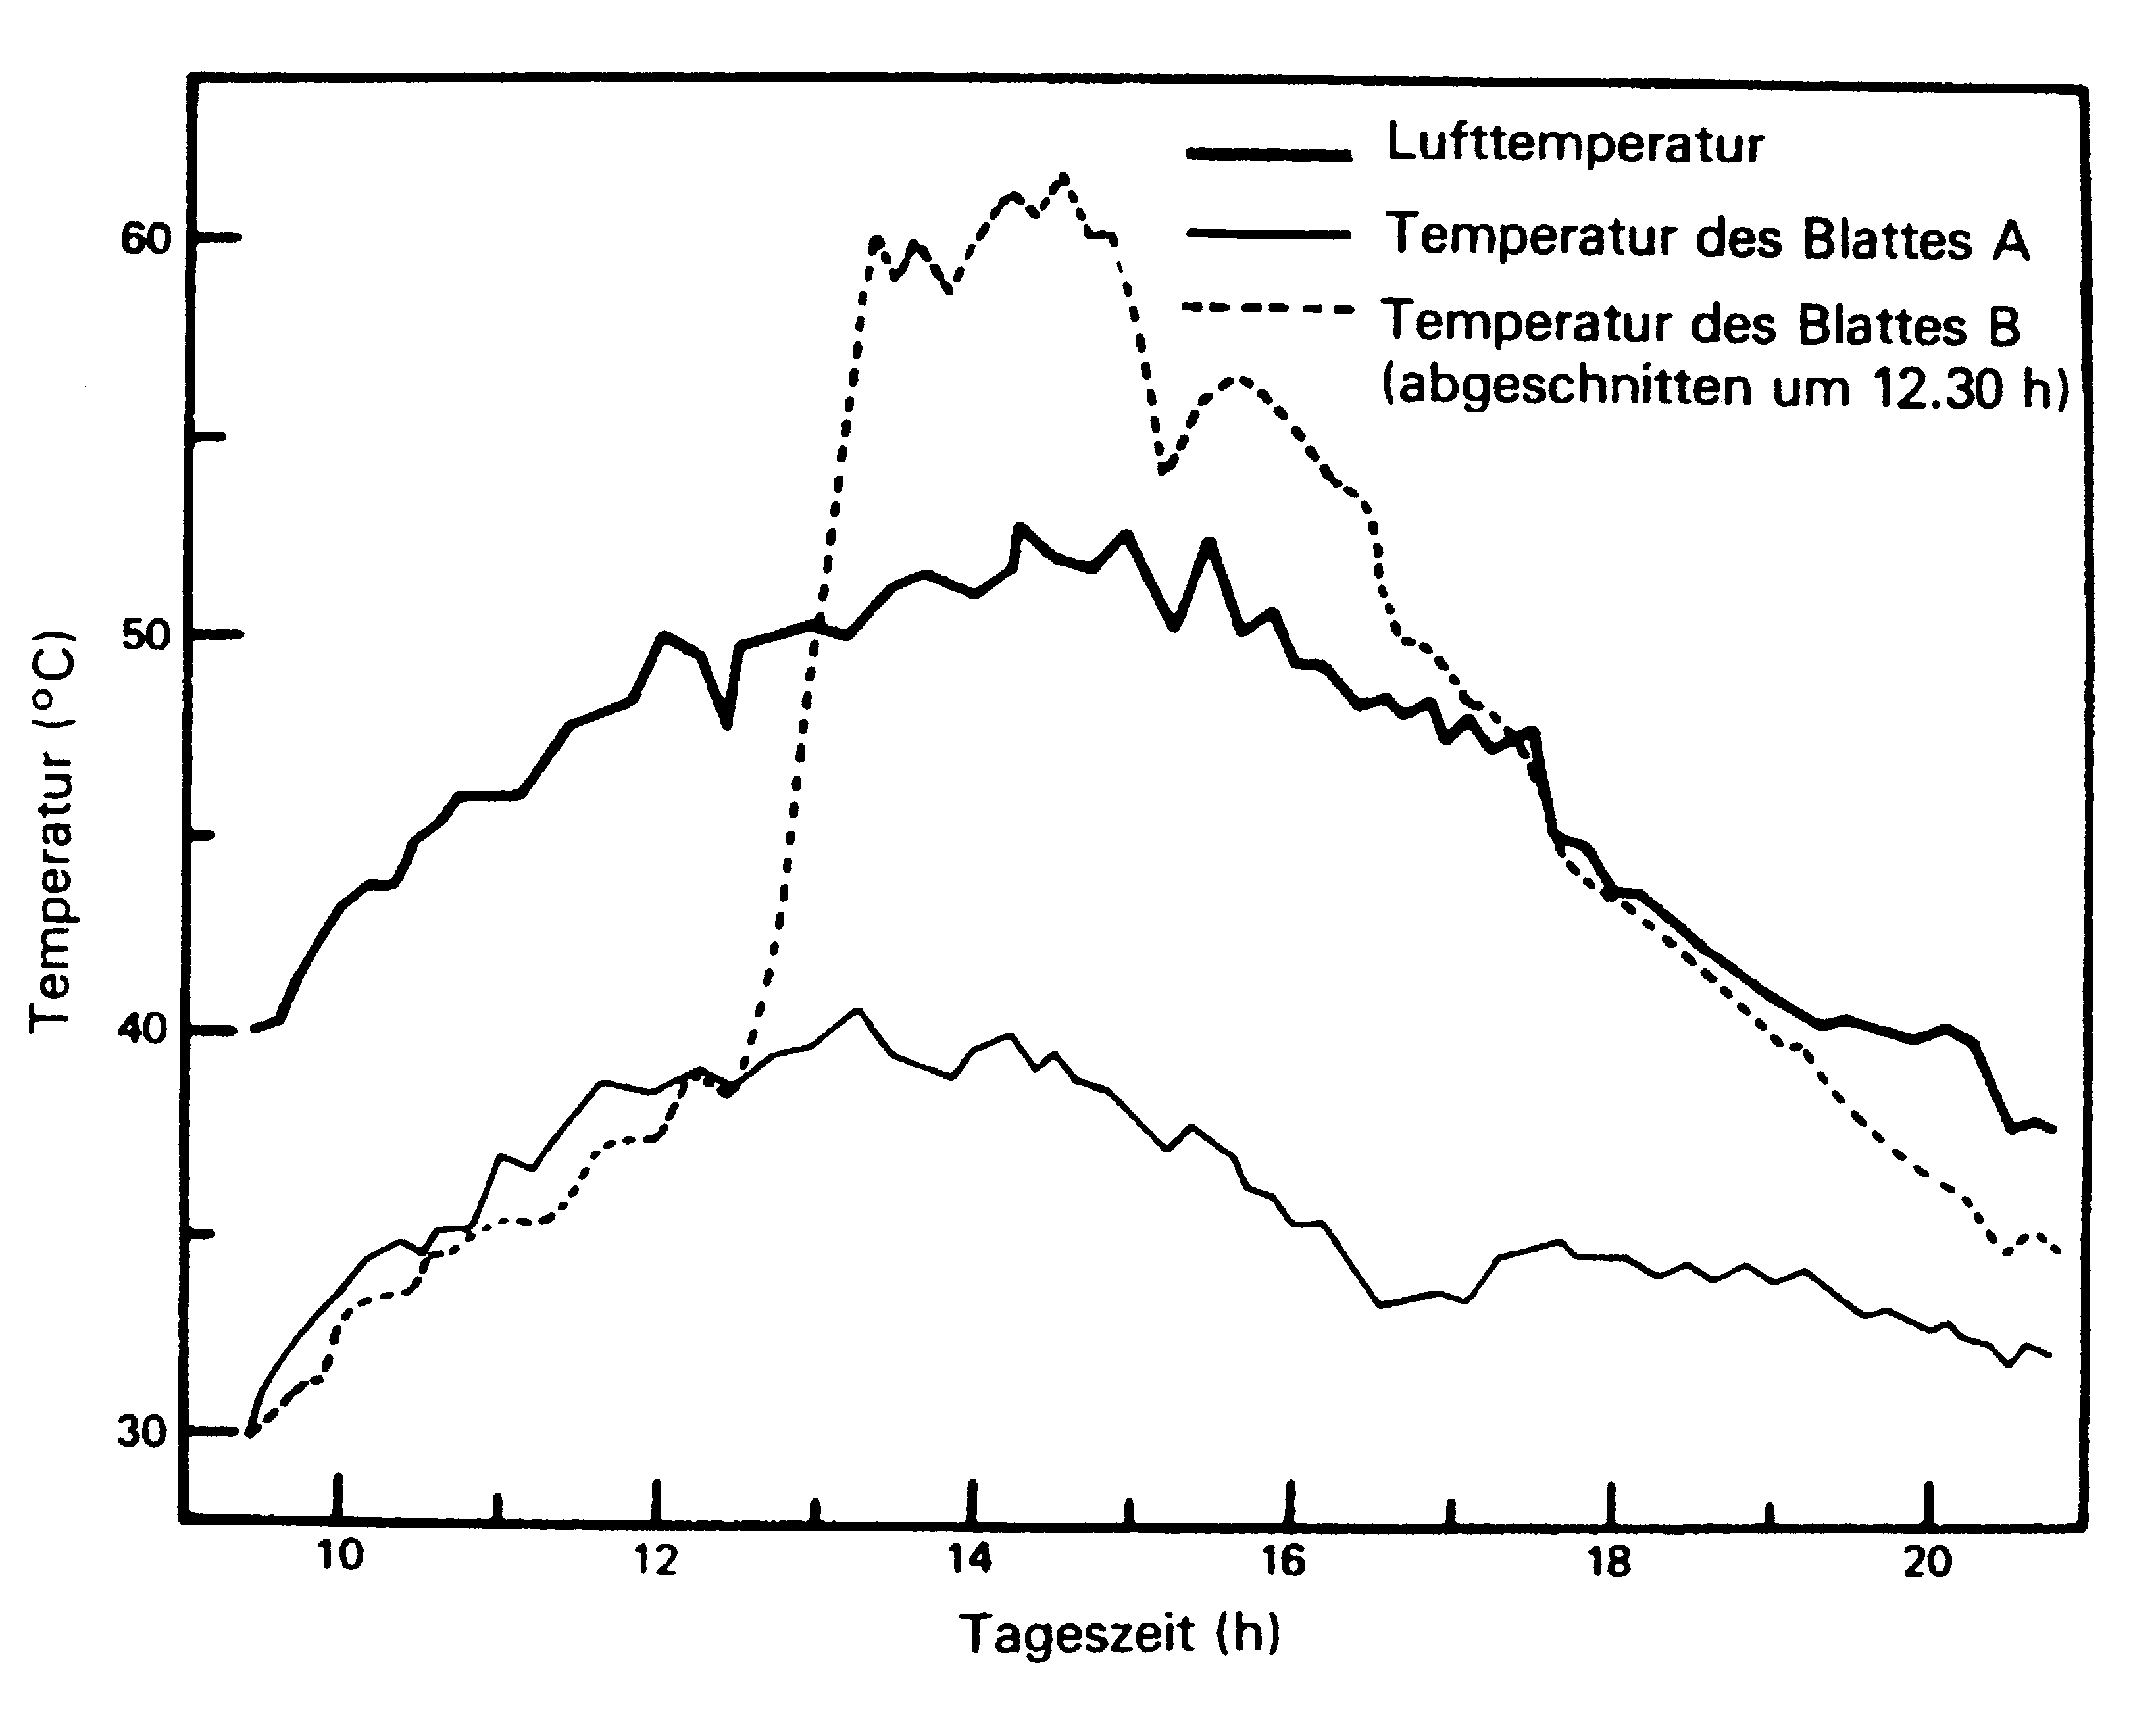 Lufttemperatur
Temperatur des Blattes A
Temperatur des Blattes B
(abgeschnitten um 12.30 h)
60
50
40
30
Temperatur (°C)
10 12 14 16 18 20
Tageszeit (h)